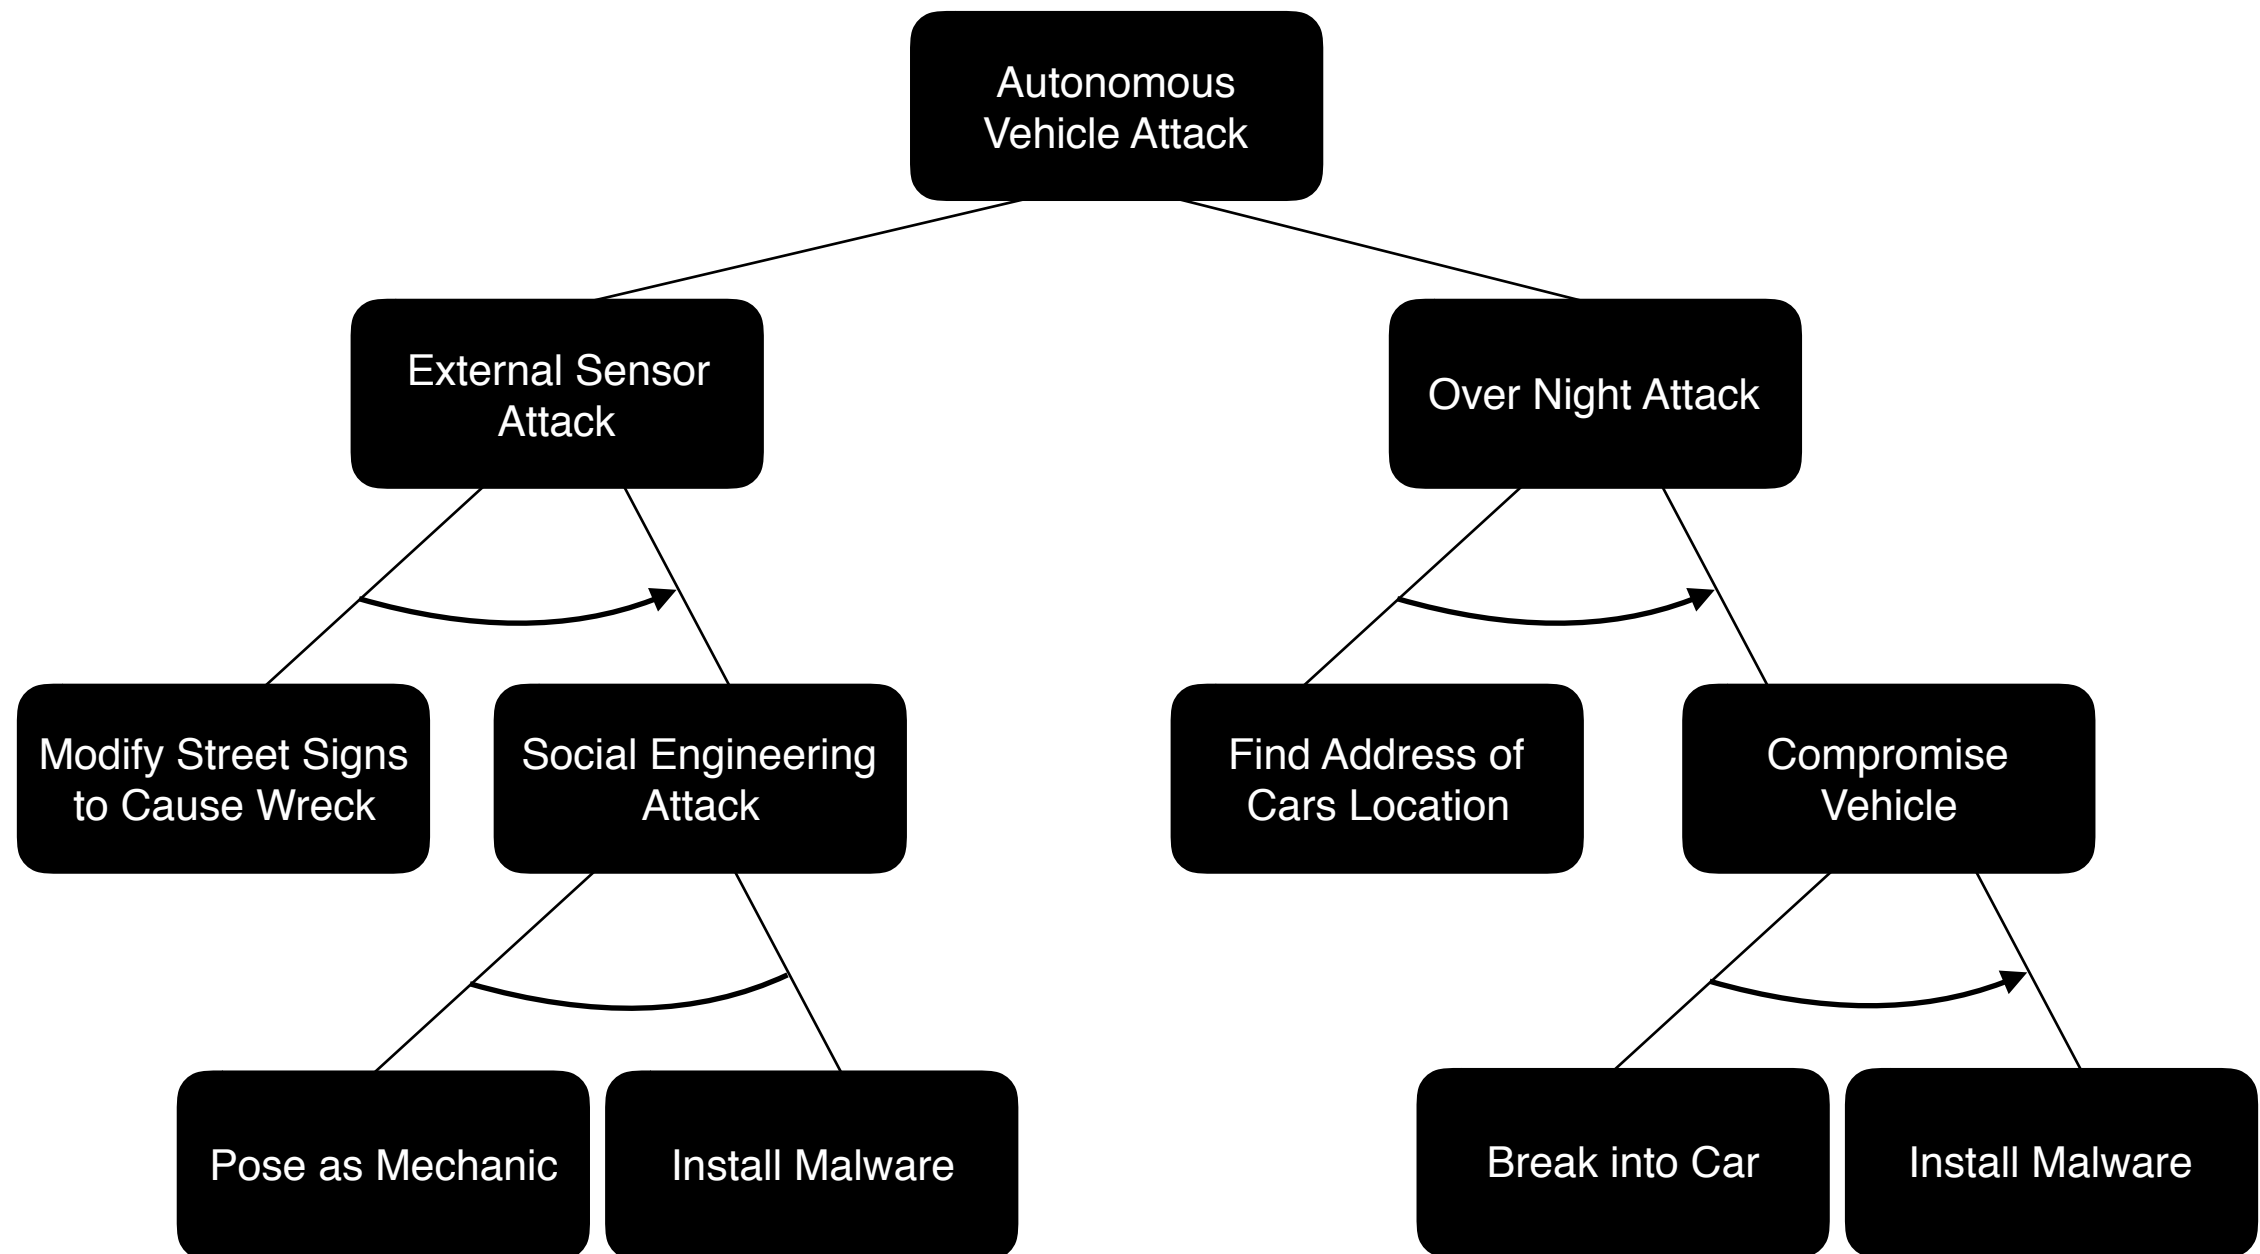 Autonomous
Vehicle Attack
External Sensor
Attack
Over Night Attack
Modify Street Signs
to Cause Wreck
Social Engineering
Attack
Find Address of
Cars Location
Compromise
Vehicle
Pose as Mechanic
Install Malware
Break into Car
Install Malware